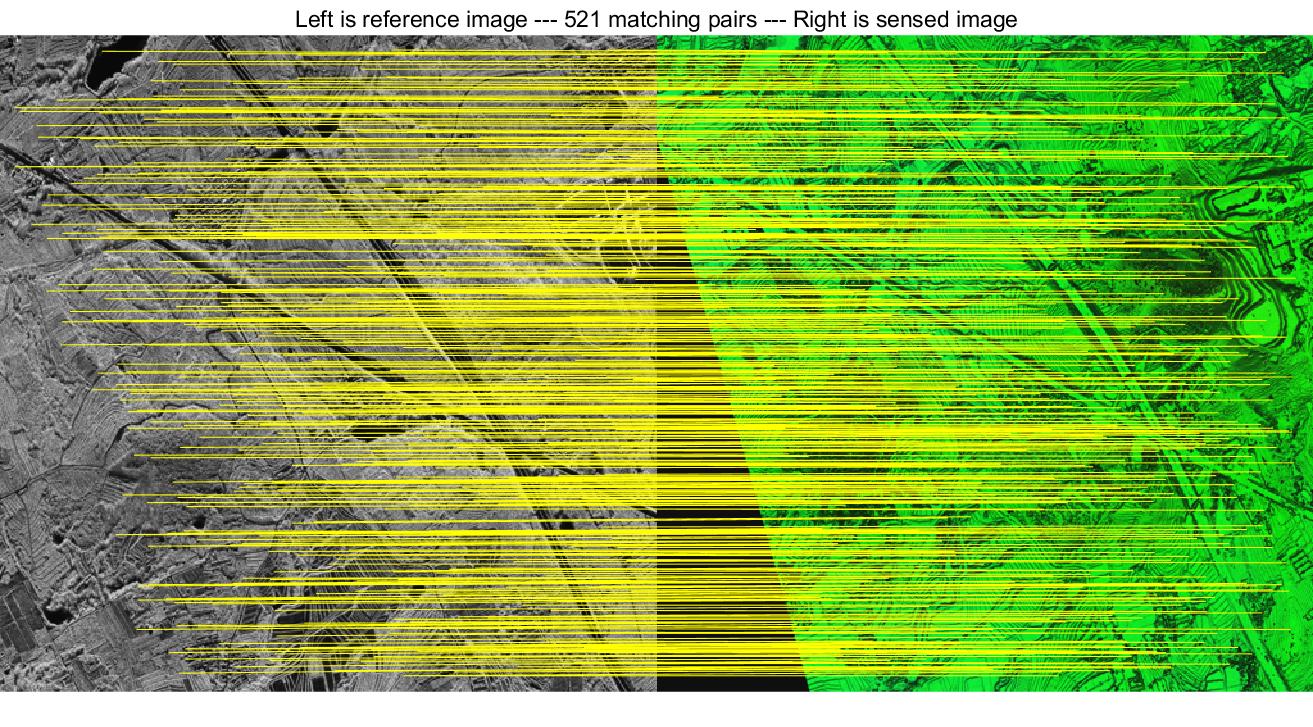 Left is reference image --- 521 matching pairs --- Right is sensed image